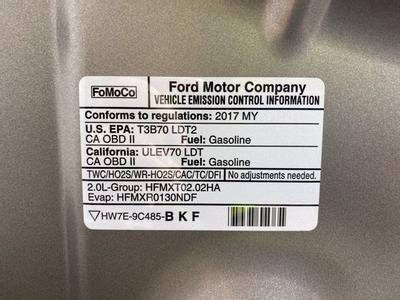 FoMoCo
Ford Motor Company
VEHICLE EMISSION CONTROL INFORMATION
Conforms to regulations: 2017 MY
U.S. EPA: T3B70 LDT2
CA OBD II Fuel: Gasoline
California: ULEV70 LDT
CA OBD II Fuel: Gasoline
TWC/HO2S/WR-HO2S/CAC/TC/DFI No adjustments needed.
2.0L-Group: HFMXT02.02HA
Evap: HFMXR0130NDF
HW7E-9C485-BKF